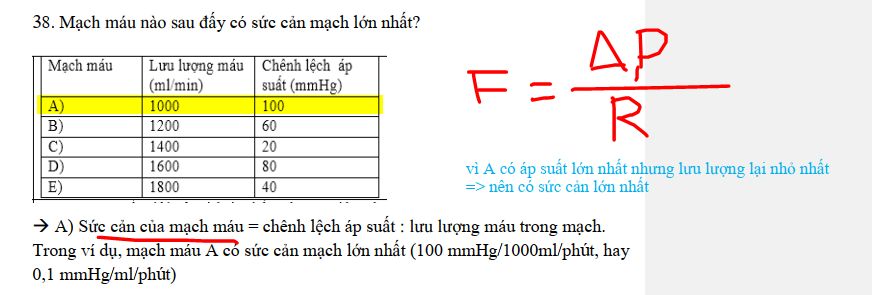 38. Mạch máu nào sau đấy có sức cản mạch lớn nhất?
Mạch máu Lưu lượng máu (ml/min) Chênh lệch áp suất (mmHg)
A) 1000 100
B) 1200 60
C) 1400 20
D) 1600 80
E) 1800 40
F = ΔP / R
vì A có áp suất lớn nhất nhưng lưu lượng lại nhỏ nhất
=> nên có sức cản lớn nhất
→ A) Sức cản của mạch máu = chênh lệch áp suất : lưu lượng máu trong mạch.
Trong ví dụ, mạch máu A có sức cản mạch lớn nhất (100 mmHg/1000ml/phút, hay
0,1 mmHg/ml/phút)